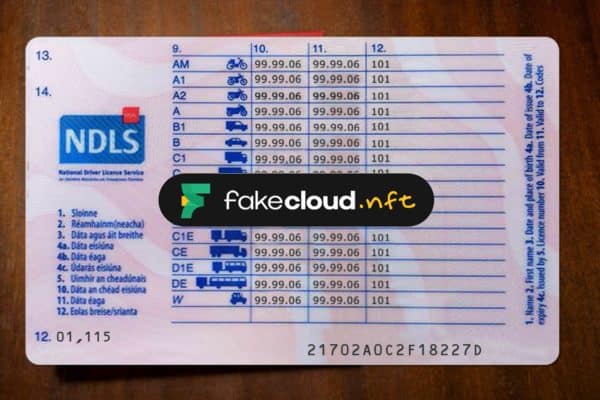 13.
14.
9. 10. 11. 12.
AM 99.99.06 99.99.06 101
A1 99.99.06 99.99.06 101
A2 99.99.06 99.99.06 101
A 99.99.06 99.99.06 101
B1 99.99.06 99.99.06 101
B 99.99.06 99.99.06 101
C1 99.99.06 99.99.06 101
fakecloud.nft
C1E 99.99.06 99.99.06 101
CE 99.99.06 99.99.06 101
D1E 99.99.06 99.99.06 101
DE 99.99.06 99.99.06 101
W 99.99.06 99.99.06 101
NDLS
National Driver Licence Service
1. Sloinne
2. Réamhainm(neacha)
3. Dáta agus áit breithe
4a. Dáta eisiúna
4b. Dáta éaga
4c. Údarás eisiúna
5. Uimhir an cheadúnais
10. Dáta an chéad eisiúna
11. Dáta éaga
12. Eolas breise/srianta
12. 01,115
21702A0C2F18227D
1. Name 2. First name 3. Date and place of birth 4a. Date of issue 4b. Date of
expiry 4c. Issued by 5. Licence number 10. Valid from 11. Valid to 12. Codes